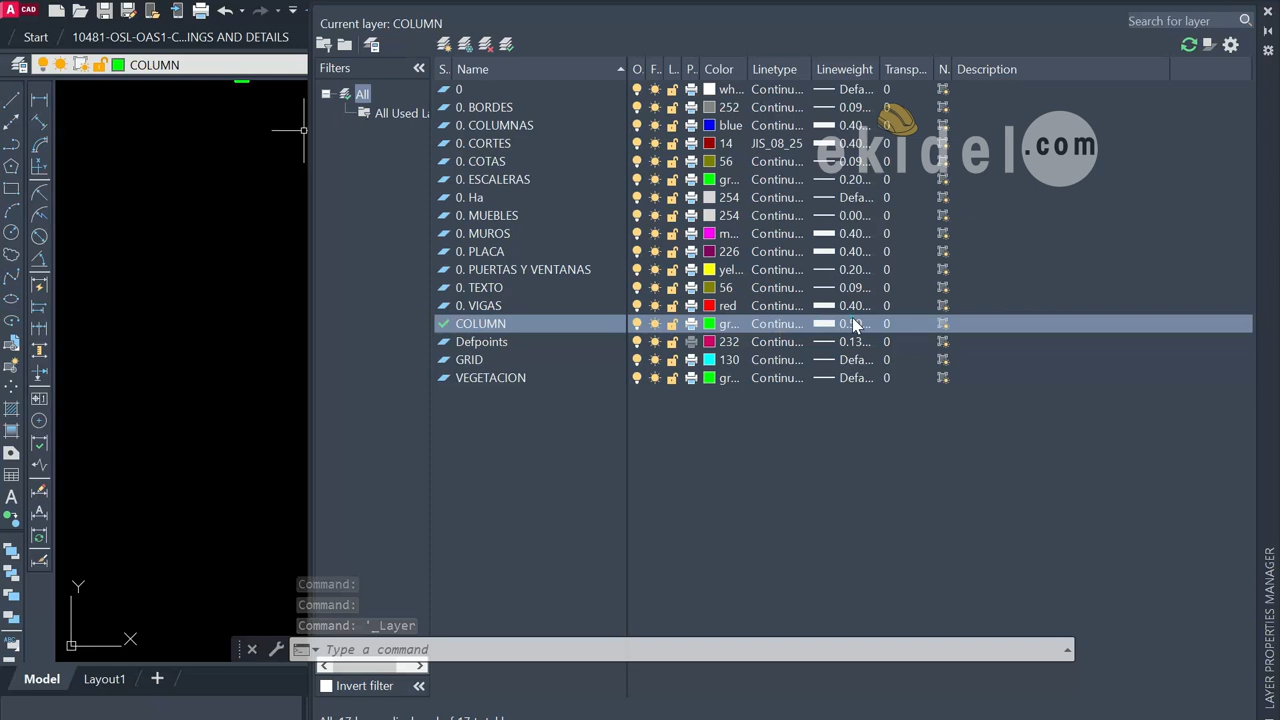 A CAD
Current layer: COLUMN
Search for layer
Start
10481-OSL-OAS1-C...INGS AND DETAILS
COLUMN
Filters
All
All Used La
S.. Name O. F.. L.. P.. Color Linetype Lineweight Transp... N. Description
0 wh... Continu... Defa... 0
0. BORDES 252 Continu... 0.09... 0
0. COLUMNAS blue Continu... 0.40... 0
0. CORTES 14 JIS_08_25 0.40... 0
0. COTAS 56 Continu... 0.09... 0
0. ESCALERAS gr... Continu... 0.20... 0
0. Ha 254 Continu... Defa... 0
0. MUEBLES 254 Continu... 0.00... 0
0. MUROS m... Continu... 0.40... 0
0. PLACA 226 Continu... 0.40... 0
0. PUERTAS Y VENTANAS yel... Continu... 0.20... 0
0. TEXTO 56 Continu... 0.09... 0
0. VIGAS red Continu... 0.40... 0
COLUMN gr... Continu... 0
Defpoints 232 Continu... 0.13... 0
GRID 130 Continu... Defa... 0
VEGETACION gr... Continu... Defa... 0
ekidel.com
Y
X
Command:
Command:
Command: '_Layer
Type a command
Model
Layout1
Invert filter
LAYER PROPERTIES MANAGER